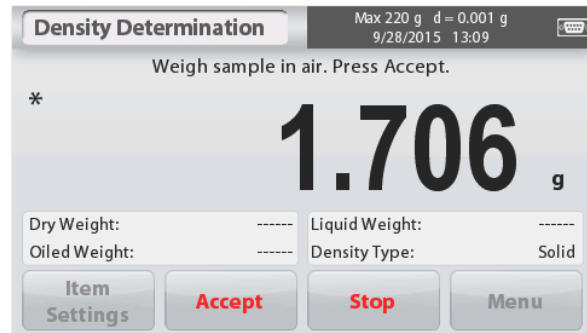 Density Determination
Max 220 g d = 0.001 g
9/28/2015 13:09
Weigh sample in air. Press Accept.
*
1.706 g
Dry Weight: ------ Liquid Weight: ------
Oiled Weight: ------ Density Type: Solid
Item Settings
Accept
Stop
Menu